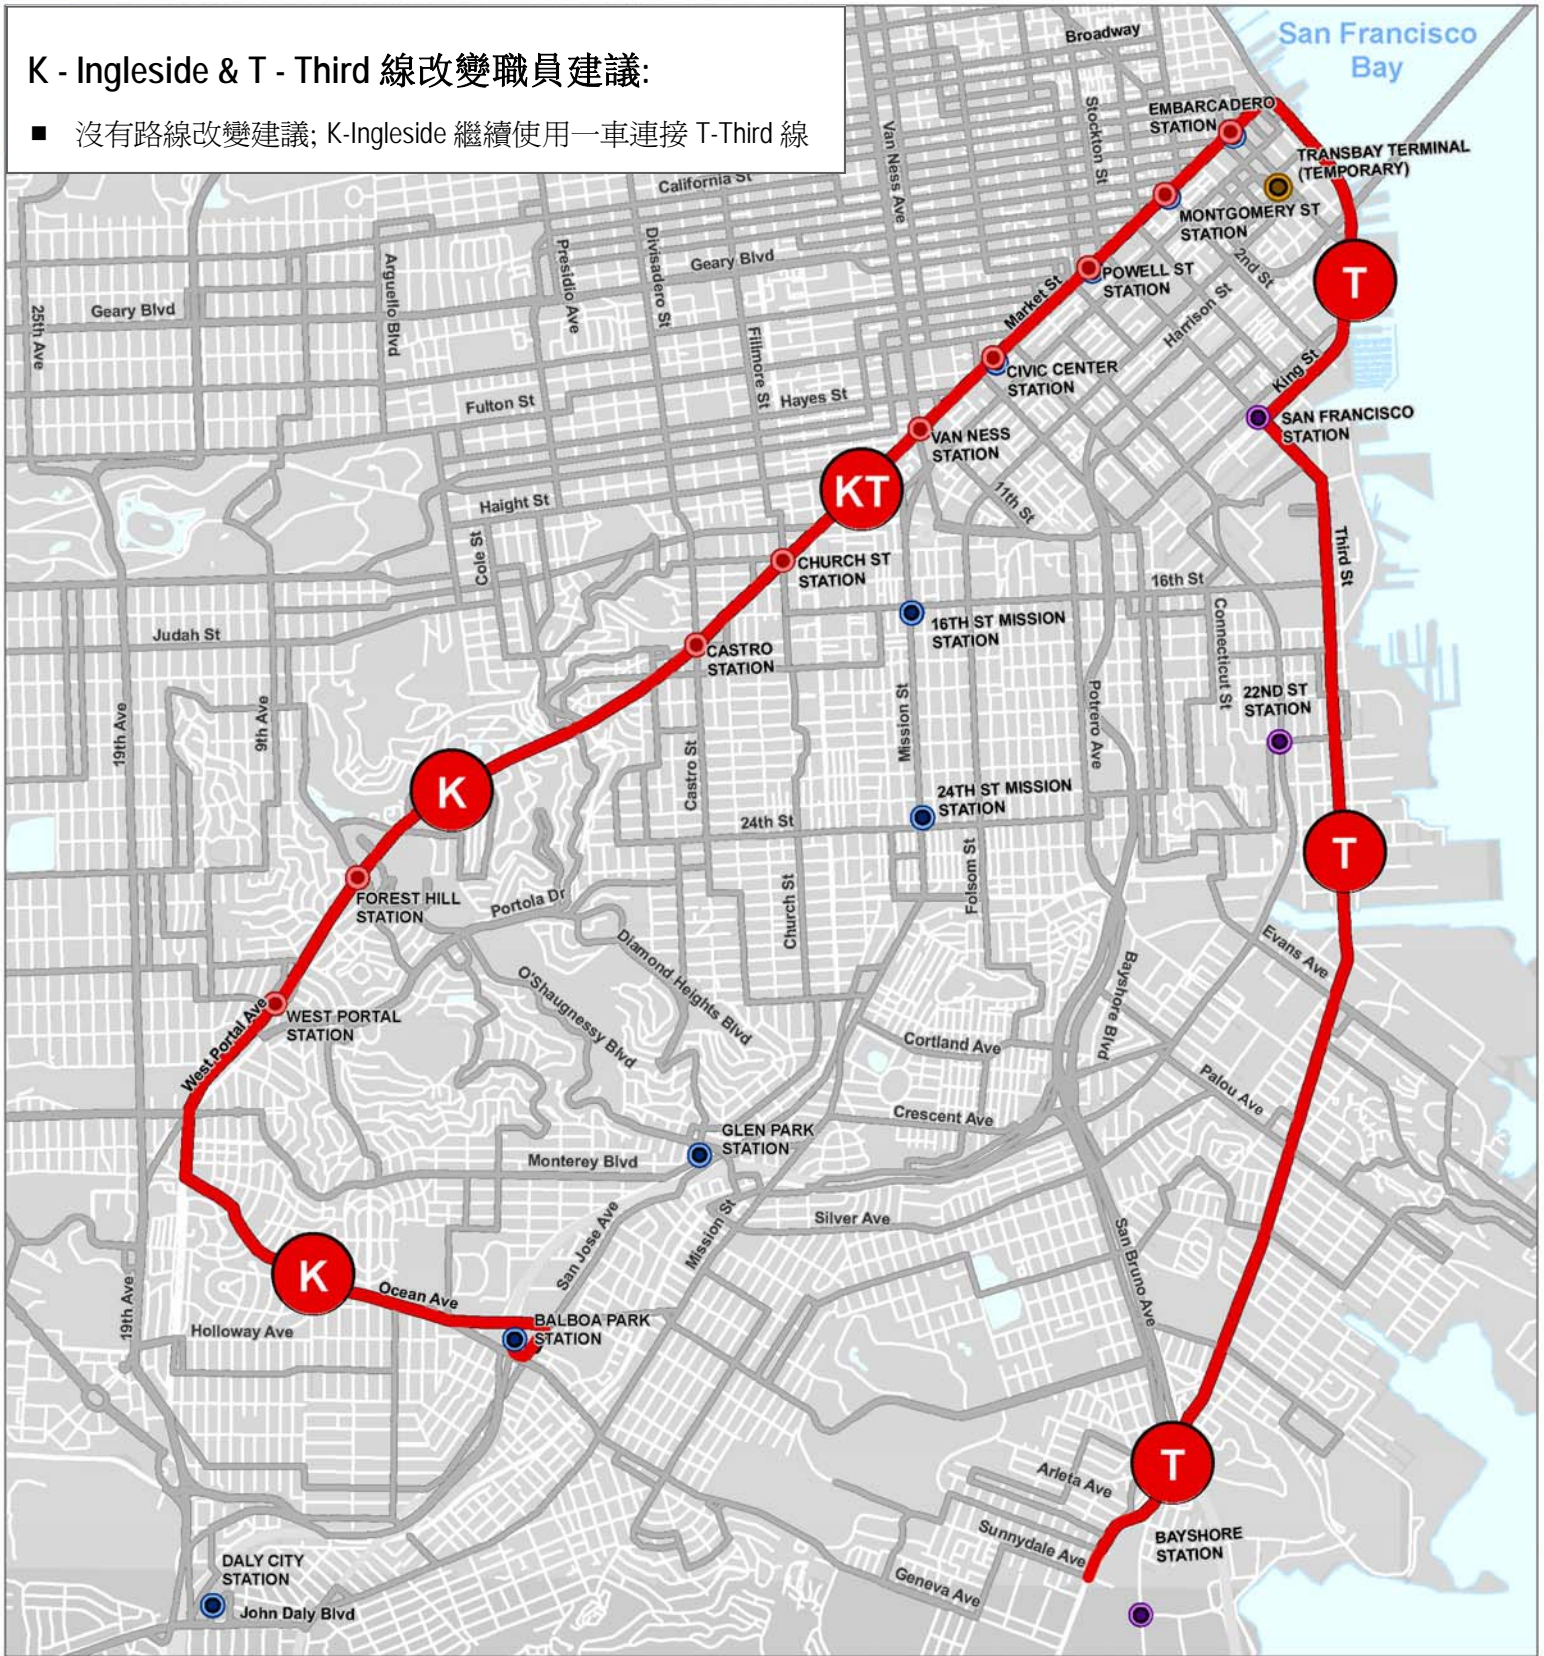 K - Ingleside & T - Third 線改變職員建議:
■ 沒有路線改變建議; K-Ingleside 繼續使用一車連接 T-Third 線
San Francisco
Bay
Broadway
EMBARCADERO
STATION
Stockton St
Van Ness Ave
TRANSBAY TERMINAL
(TEMPORARY)
California St
MONTGOMERY ST
STATION
Presidio Ave
Divisadero St
Arguello Blvd
Geary Blvd
2nd St
POWELL ST
STATION
T
Market St
Harrison St
25th Ave
Geary Blvd
Fillmore St
CIVIC CENTER
STATION
King St
Fulton St
Hayes St
SAN FRANCISCO
STATION
VAN NESS
STATION
KT
Haight St
11th St
Third St
Cole St
CHURCH ST
STATION
16th St
16TH ST MISSION
STATION
Connecticut St
Judah St
CASTRO
STATION
22ND ST
STATION
19th Ave
9th Ave
Mission St
Potrero Ave
Castro St
K
24TH ST MISSION
STATION
24th St
T
Folsom St
Church St
FOREST HILL
STATION
Portola Dr
Diamond Heights Blvd
Evans Ave
O'Shaugnessy Blvd
Bayshore Blvd
West Portal Ave
WEST PORTAL
STATION
Cortland Ave
Palou Ave
Crescent Ave
GLEN PARK
STATION
Monterey Blvd
Silver Ave
San Jose Ave
Mission St
San Bruno Ave
K
Ocean Ave
19th Ave
Holloway Ave
BALBOA PARK
STATION
T
Arleta Ave
Sunnydale Ave
BAYSHORE
STATION
Geneva Ave
DALY CITY
STATION
John Daly Blvd